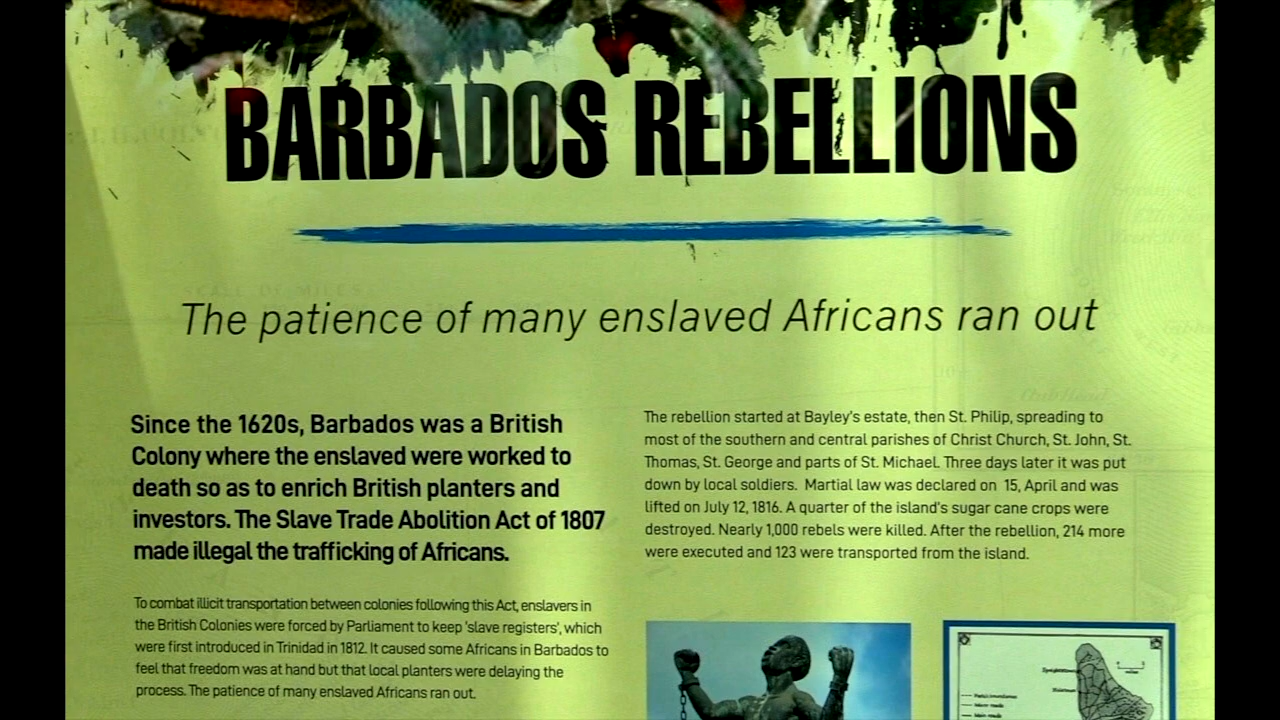 BARBADOS REBELLIONS
The patience of many enslaved Africans ran out
Since the 1620s, Barbados was a British
Colony where the enslaved were worked to
death so as to enrich British planters and
investors. The Slave Trade Abolition Act of 1807
made illegal the trafficking of Africans.
To combat illicit transportation between colonies following this Act, enslavers in
the British Colonies were forced by Parliament to keep 'slave registers', which
were first introduced in Trinidad in 1812. It caused some Africans in Barbados to
feel that freedom was at hand but that local planters were delaying the
process. The patience of many enslaved Africans ran out.
The rebellion started at Bayley's estate, then St. Philip, spreading to
most of the southern and central parishes of Christ Church, St. John, St.
Thomas, St. George and parts of St. Michael. Three days later it was put
down by local soldiers. Martial law was declared on 15, April and was
lifted on July 12, 1816. A quarter of the island's sugar cane crops were
destroyed. Nearly 1,000 rebels were killed. After the rebellion, 214 more
were executed and 123 were transported from the island.
SCALE OF MILES